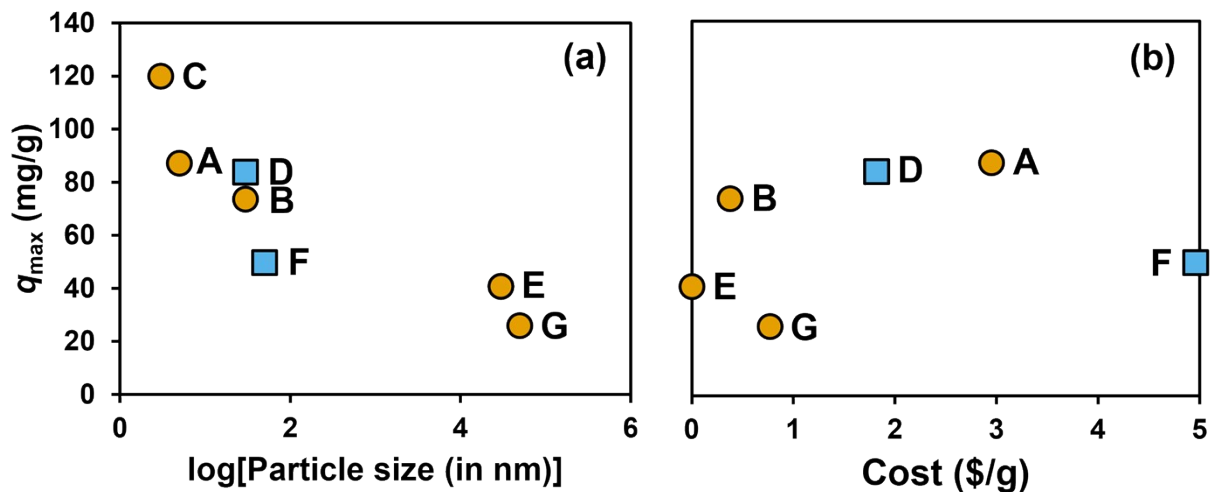 (a)
140
120
100
80
60
40
20
0
qmax (mg/g)
C
A
D
B
F
E
G
0 2 4 6
log[Particle size (in nm)]
(b)
A
D
B
F
E
G
0 1 2 3 4 5
Cost ($/g)